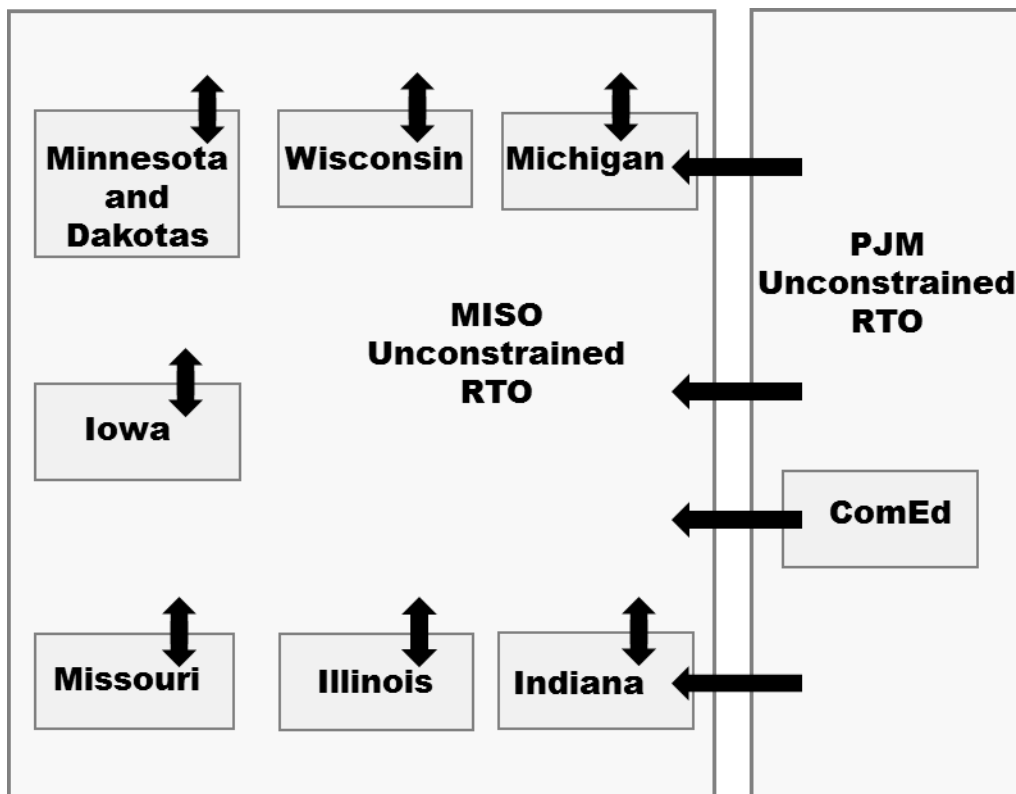 Minnesota
and
Dakotas
Wisconsin
Michigan
MISO
Unconstrained
RTO
PJM
Unconstrained
RTO
Iowa
ComEd
Missouri
Illinois
Indiana